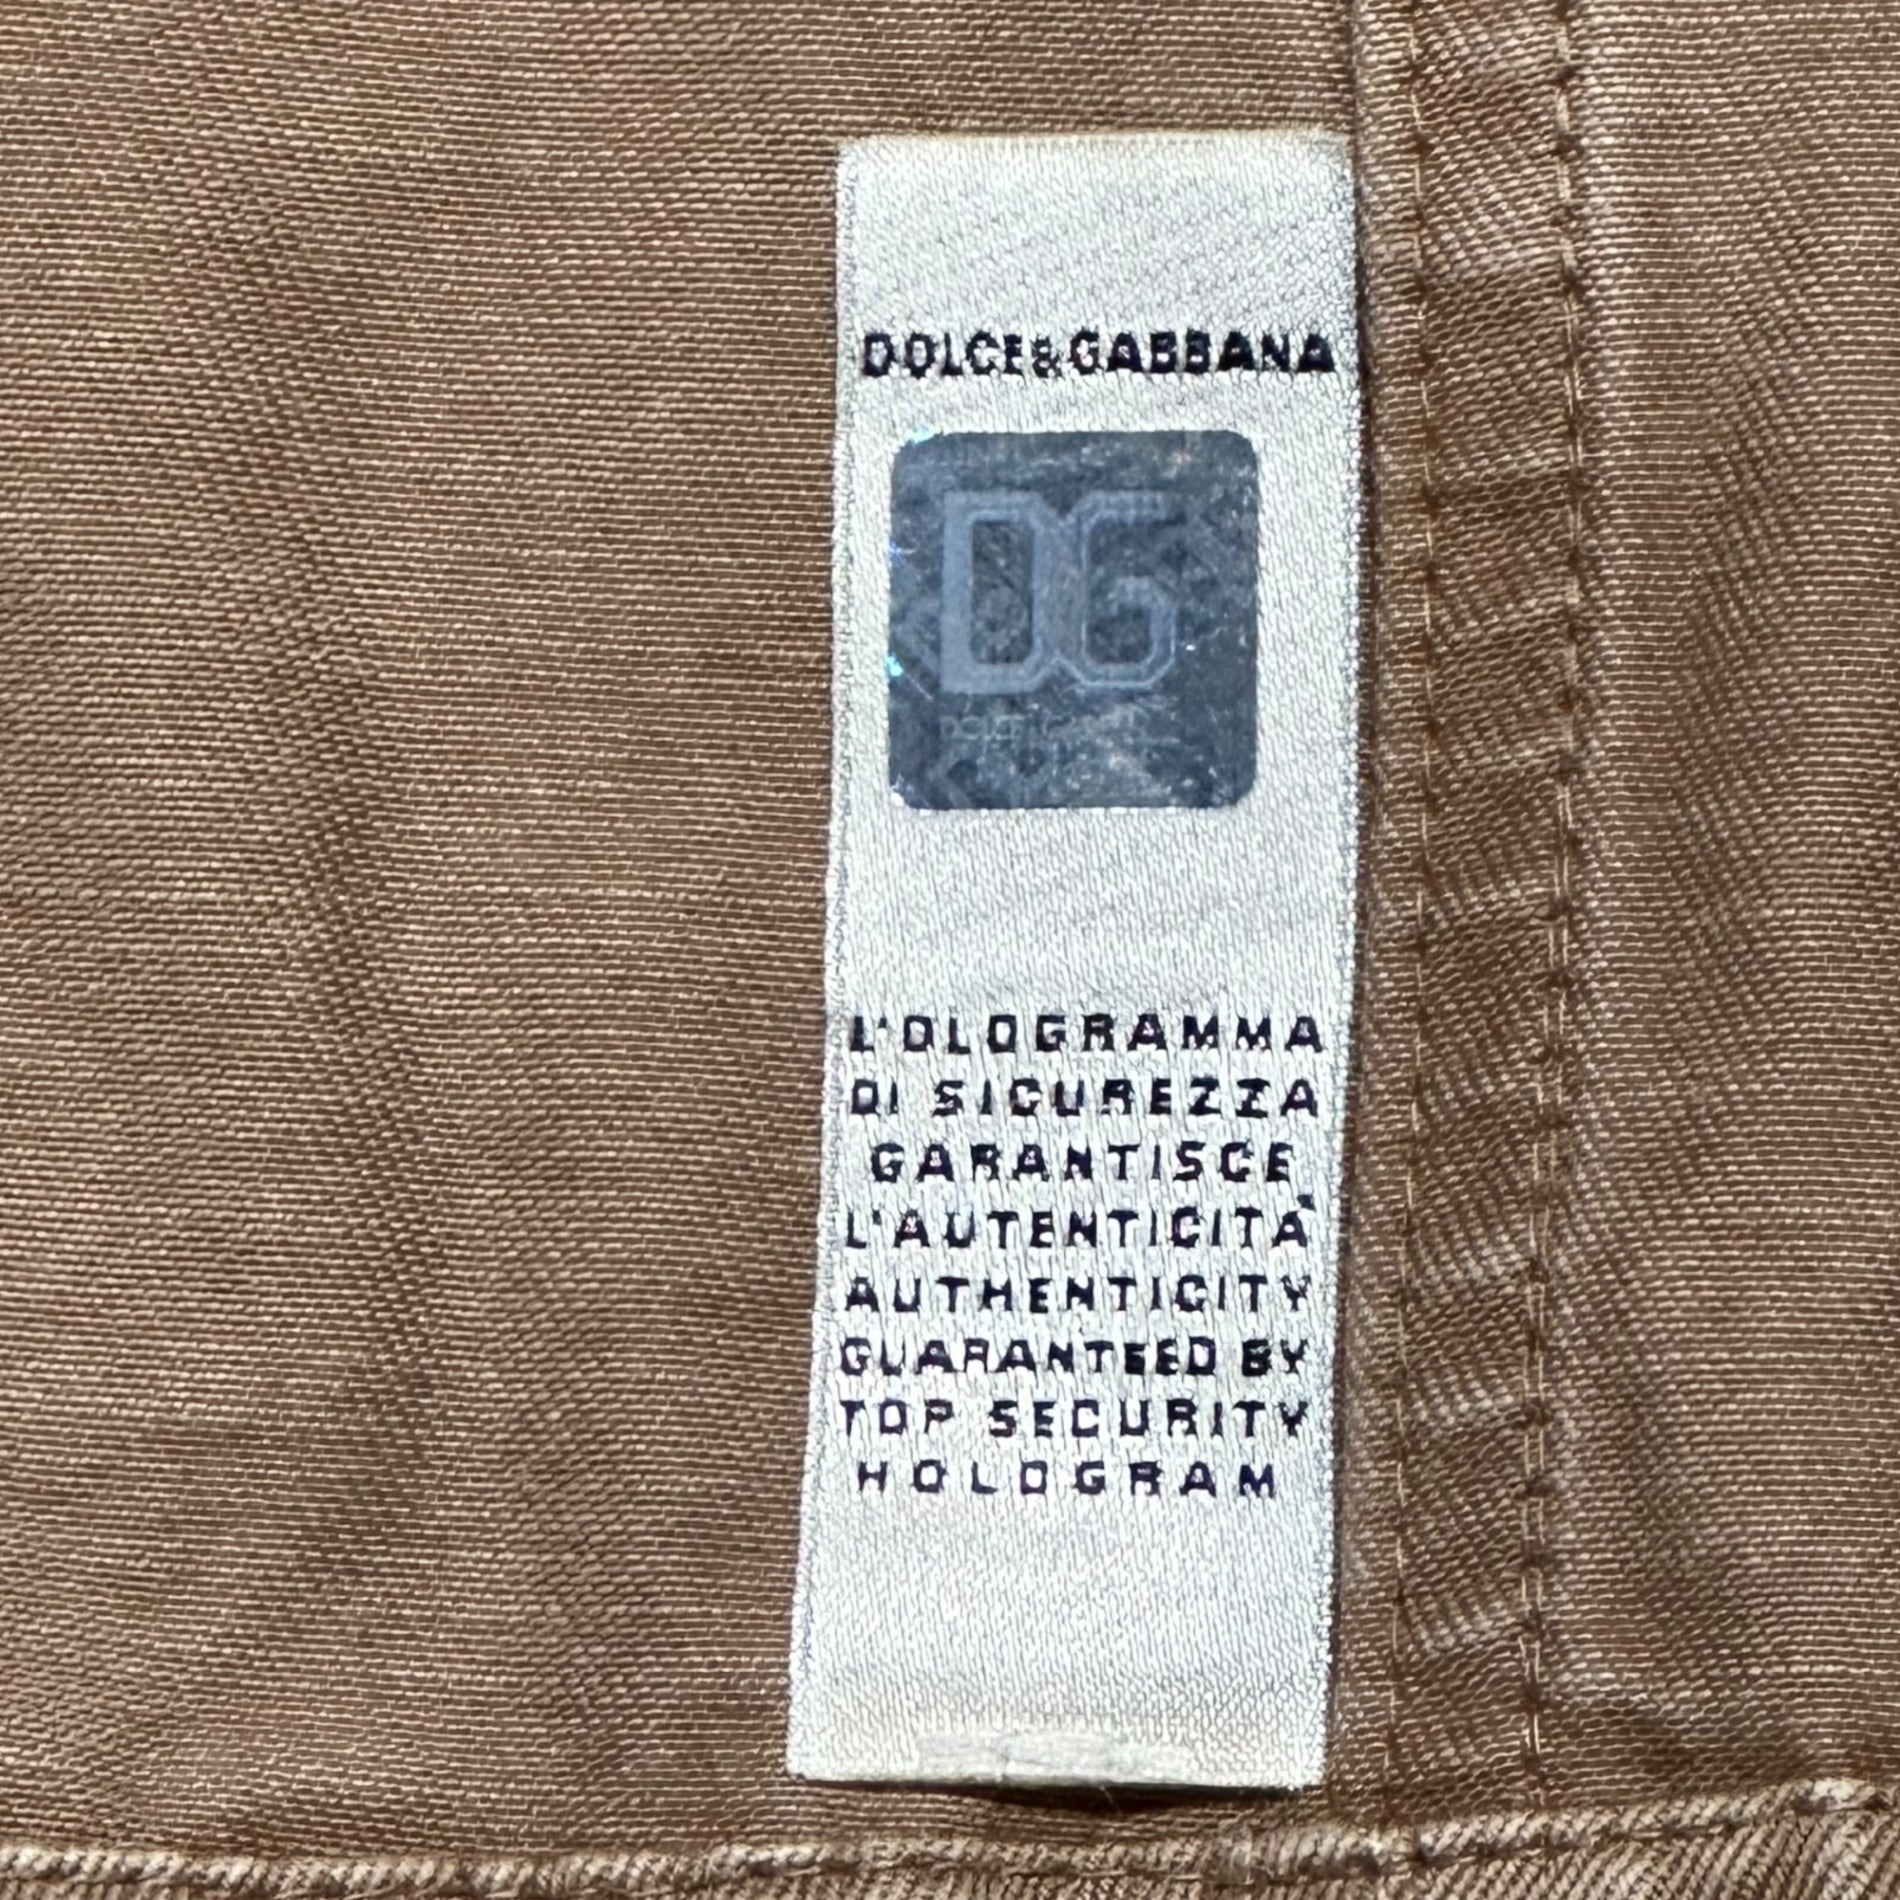 DOLCE&GABBANA
DG
L'OLOGRAMMA
DI SICUREZZA
GARANTISCE
L'AUTENTICITÀ
AUTHENTICITY
GUARANTEED BY
TOP SECURITY
HOLOGRAM